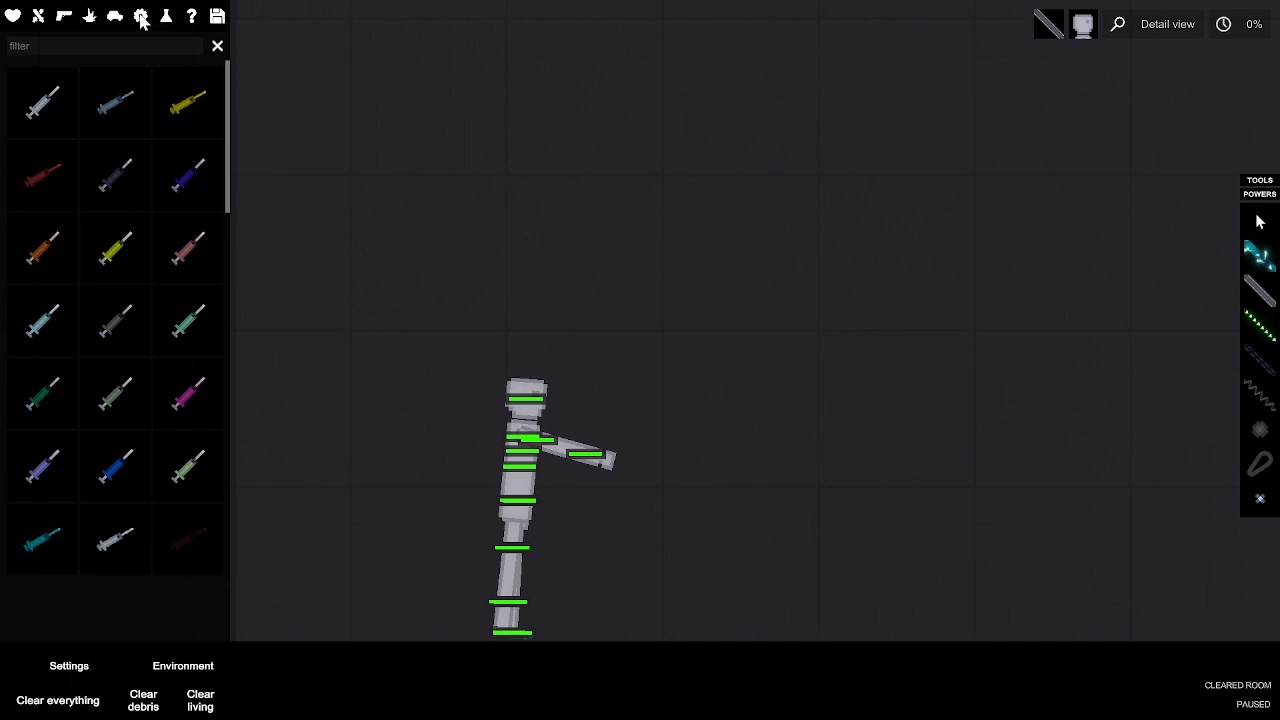 filter
Detail view
0%
TOOLS
POWERS
Settings
Environment
Clear everything
Clear debris
Clear living
CLEARED ROOM
PAUSED